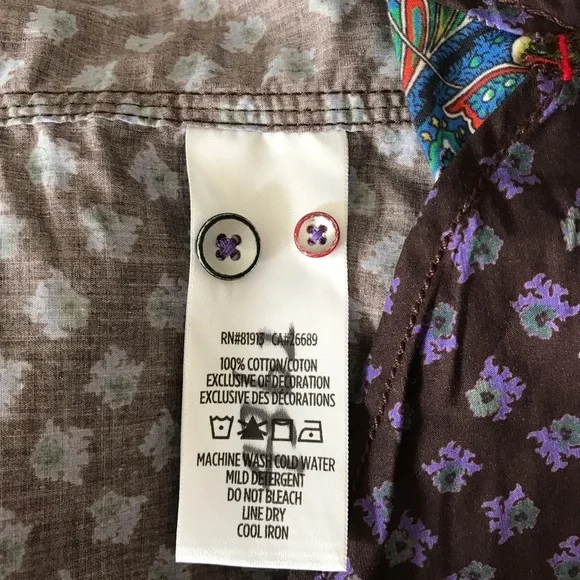 RN#81913 CA#26689
100% COTTON/COTON
EXCLUSIVE OF DECORATION
EXCLUSIVE DES DECORATIONS
MACHINE WASH COLD WATER
MILD DETERGENT
DO NOT BLEACH
LINE DRY
COOL IRON